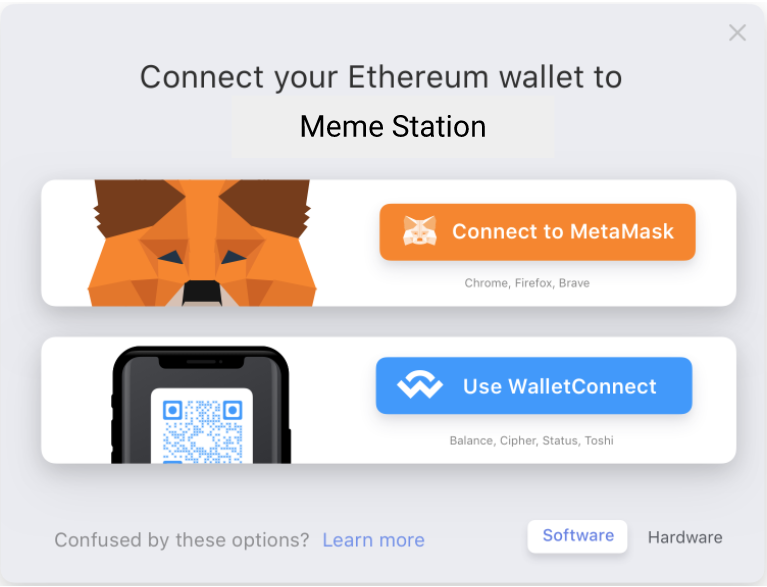 Connect your Ethereum wallet to
Meme Station
Connect to MetaMask
Chrome, Firefox, Brave
Use WalletConnect
Balance, Cipher, Status, Toshi
Confused by these options? Learn more
Software Hardware